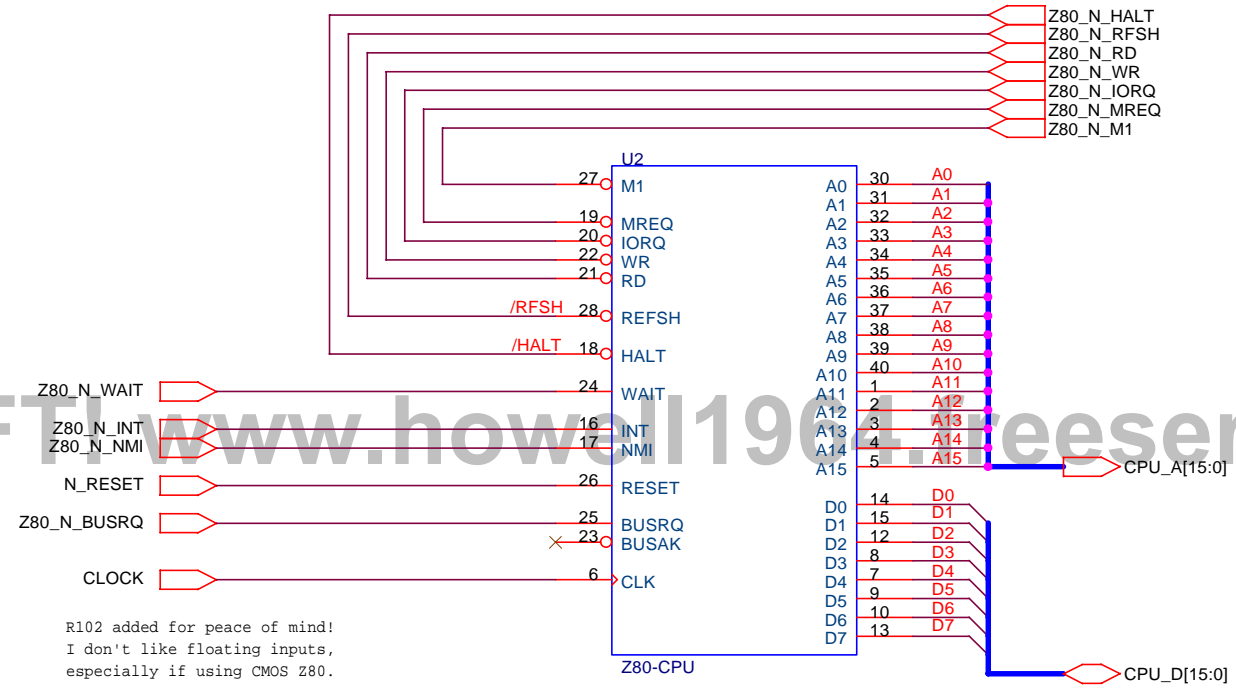 Z80_N_HALT
Z80_N_RFSH
Z80_N_RD
Z80_N_WR
Z80_N_IORQ
Z80_N_MREQ
Z80_N_M1
U2
27 M1 A0 30 A0
A1 31 A1
19 MREQ A2 32 A2
20 IORQ A3 33 A3
22 WR A4 34 A4
21 RD A5 35 A5
A6 36 A6
/RFSH 28 REFSH A7 37 A7
A8 38 A8
/HALT 18 HALT A9 39 A9
A10 40 A10
Z80_N_WAIT 24 WAIT A11 1 A11
A12 2 A12
Z80_N_INT 16 INT A13 3 A13
Z80_N_NMI 17 NMI A14 4 A14
FT! www.howell1964.freeser
A15 5 A15 CPU_A[15:0]
N_RESET 26 RESET
D0 14 D0
Z80_N_BUSRQ 25 BUSRQ D1 15 D1
23 BUSAK D2 12 D2
D3 8 D3
CLOCK 6 CLK D4 7 D4
D5 9 D5
D6 10 D6
D7 13 D7
R102 added for peace of mind!
I don't like floating inputs,
especially if using CMOS Z80.
Z80-CPU
CPU_D[15:0]